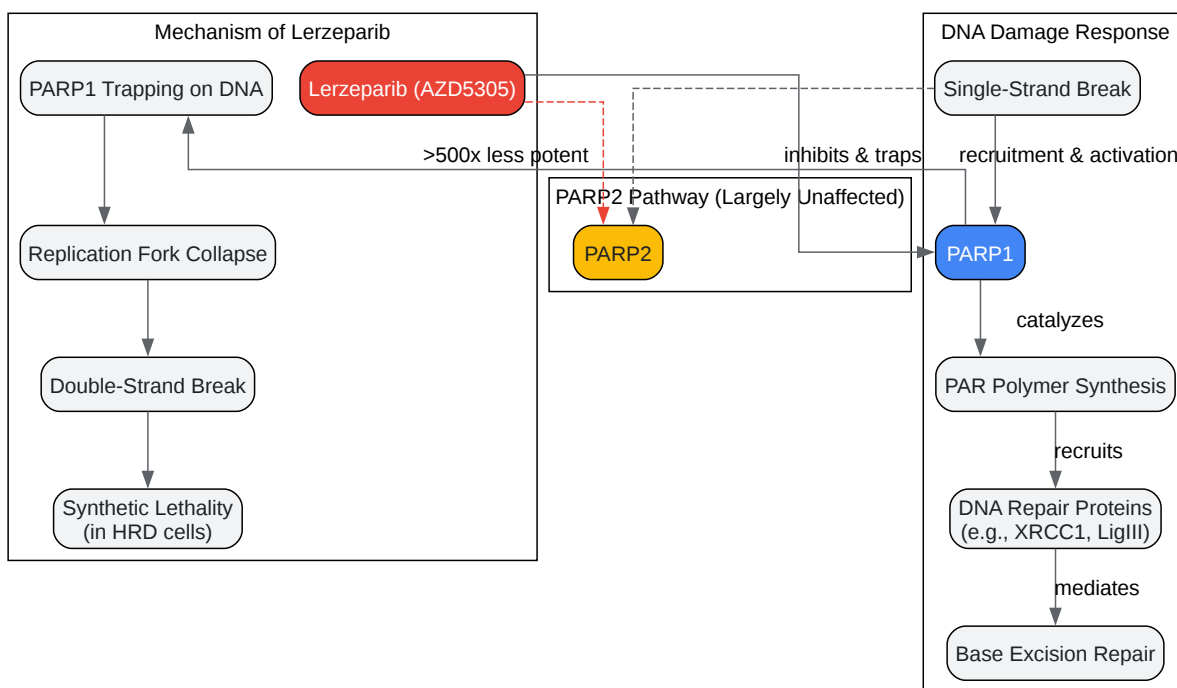 Mechanism of Lerzeparib
DNA Damage Response
PARP1 Trapping on DNA
Lerzeparib (AZD5305)
Single-Strand Break
>500x less potent
inhibits & traps
recruitment & activation
PARP2 Pathway (Largely Unaffected)
Replication Fork Collapse
PARP2
PARP1
catalyzes
Double-Strand Break
PAR Polymer Synthesis
recruits
Synthetic Lethality
(in HRD cells)
DNA Repair Proteins
(e.g., XRCC1, LigIII)
mediates
Base Excision Repair